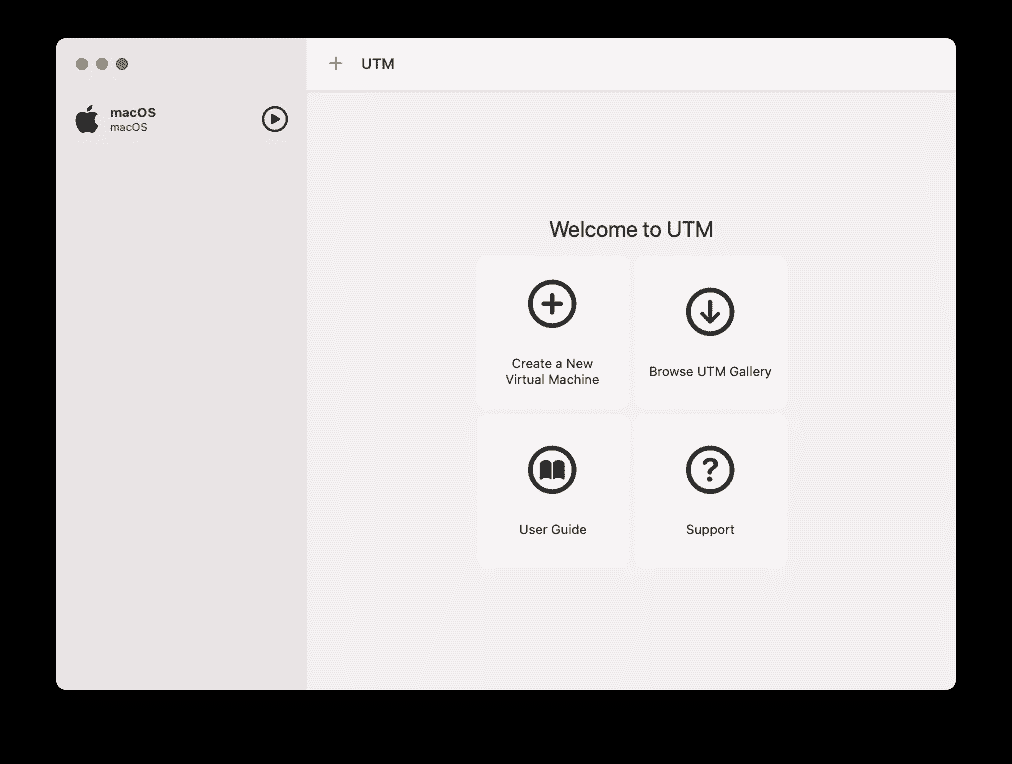 UTM
macOS
macOS
Welcome to UTM
Create a New
Virtual Machine
Browse UTM Gallery
User Guide
Support